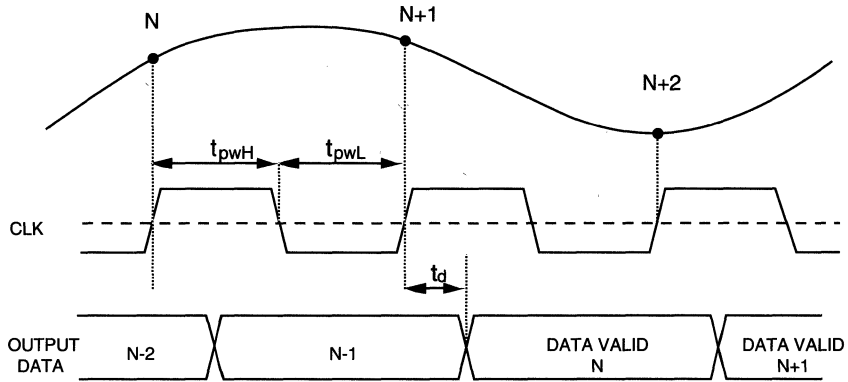 N
N+1
N+2
tpwH
tpwL
CLK
td
OUTPUT
DATA
N-2
N-1
DATA VALID
N
DATA VALID
N+1